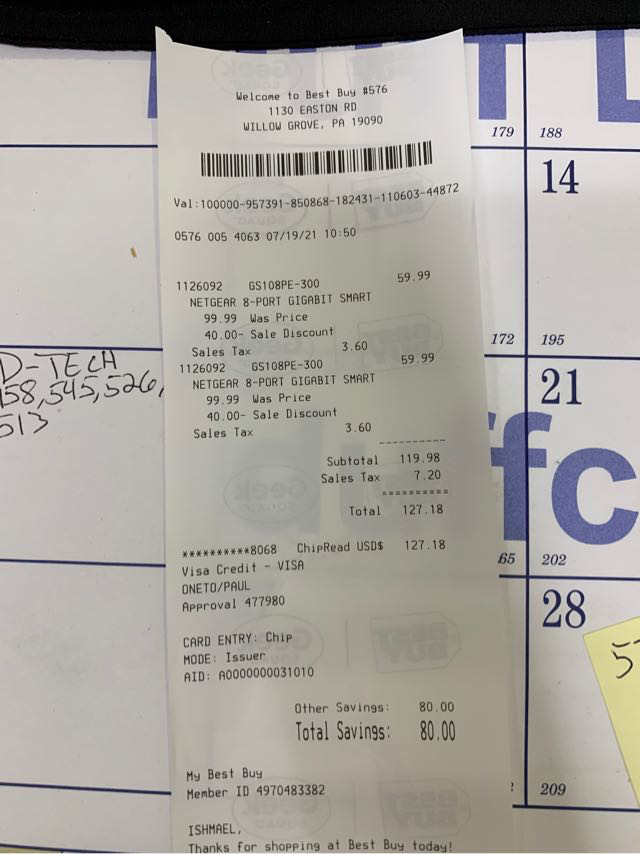 Welcome to Best Buy #576
1130 EASTON RD
WILLOW GROVE, PA 19090
Val:100000-957391-850868-182431-110603-44872
0576 005 4063 07/19/21 10:50
1126092 GS108PE-300 59.99
NETGEAR 8-PORT GIGABIT SMART
99.99 Was Price
40.00- Sale Discount
Sales Tax 3.60
1126092 GS108PE-300 59.99
NETGEAR 8-PORT GIGABIT SMART
99.99 Was Price
40.00- Sale Discount
Sales Tax 3.60
----------
Subtotal 119.98
Sales Tax 7.20
==========
Total 127.18
**********8068 ChipRead USD$ 127.18
Visa Credit - VISA
ONETO/PAUL
Approval 477980
CARD ENTRY: Chip
MODE: Issuer
AID: A0000000031010
Other Savings: 80.00
Total Savings: 80.00
My Best Buy
Member ID 4970483382
ISHMAEL,
Thanks for shopping at Best Buy today!
D-TECH
158,545,526,
513
179
188
14
172
195
21
ffc
65
202
28
209